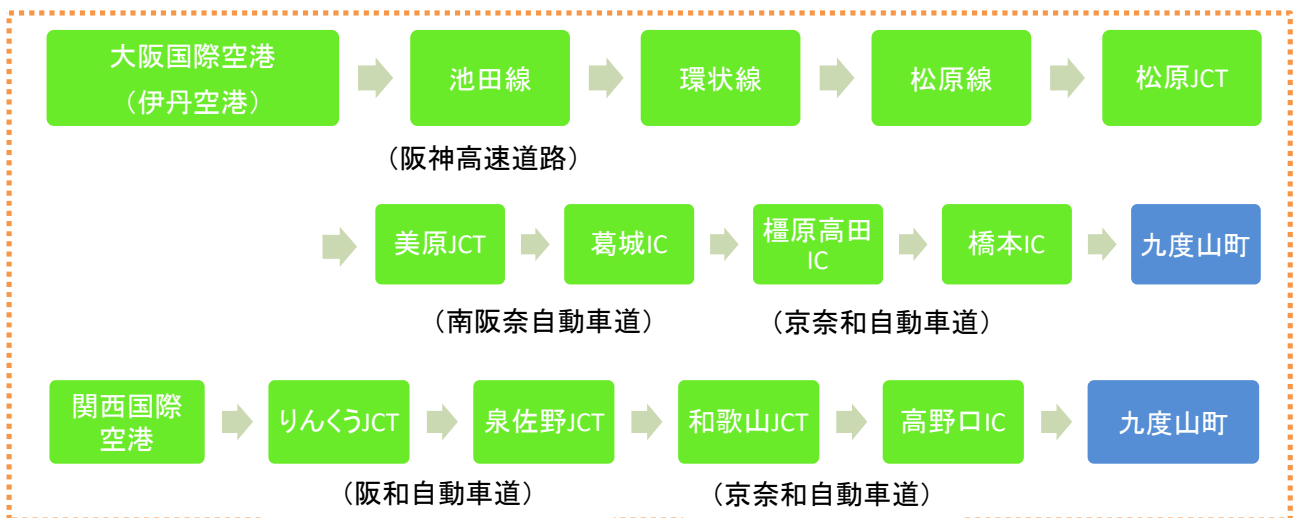 大阪国際空港
（伊丹空港）
池田線
環状線
松原線
松原JCT
（阪神高速道路）
美原JCT
葛城IC
橿原高田
IC
橋本IC
九度山町
（南阪奈自動車道）
（京奈和自動車道）
関西国際
空港
りんくうJCT
泉佐野JCT
和歌山JCT
高野口IC
九度山町
（阪和自動車道）
（京奈和自動車道）